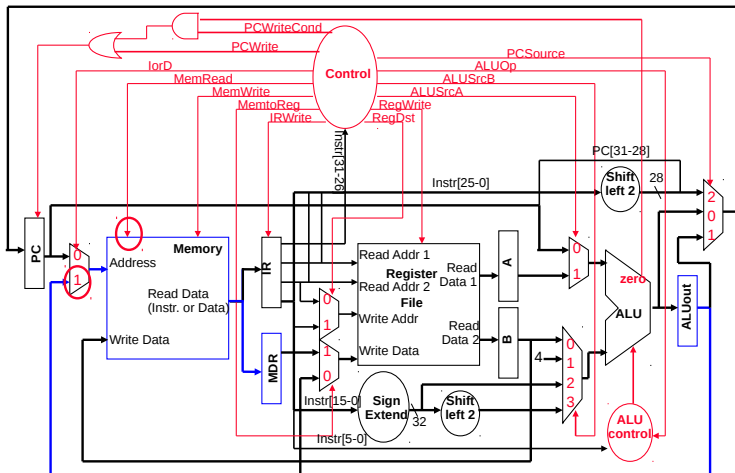 PCWriteCond
PCWrite
PCSource
IorD
ALUOp
MemRead
Control
ALUSrcB
MemWrite
ALUSrcA
MemtoReg
RegWrite
IRWrite
RegDst
Instr[31-26]
PC[31-28]
Instr[25-0]
Shift
left 2
28
2
0
1
PC
0
1
Memory
Address
Read Data
(Instr. or Data)
Write Data
IR
MDR
Read Addr 1
Register
Read Addr 2
File
Write Addr
Write Data
Read
Data 1
Read
Data 2
0
1
1
0
A
B
0
1
4
0
1
2
3
zero
ALU
ALUout
Instr[15-0]
Sign
Extend
32
Shift
left 2
Instr[5-0]
ALU
control